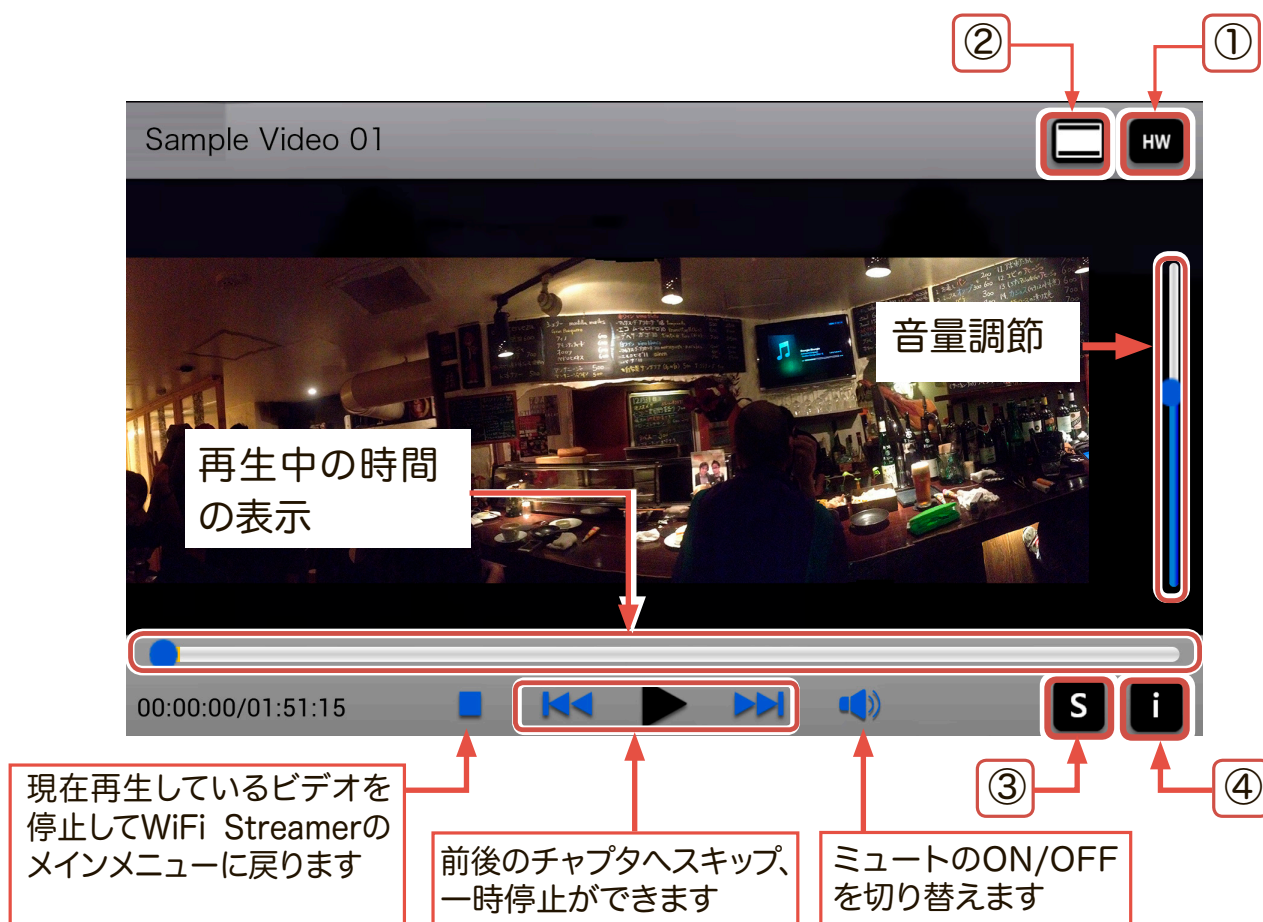 ②
①
Sample Video 01
HW
音量調節
再生中の時間
の表示
00:00:00/01:51:15
S
i
③
④
現在再生しているビデオを
停止してWiFi Streamerの
メインメニューに戻ります
前後のチャプタへスキップ、
一時停止ができます
ミュートのON/OFF
を切り替えます